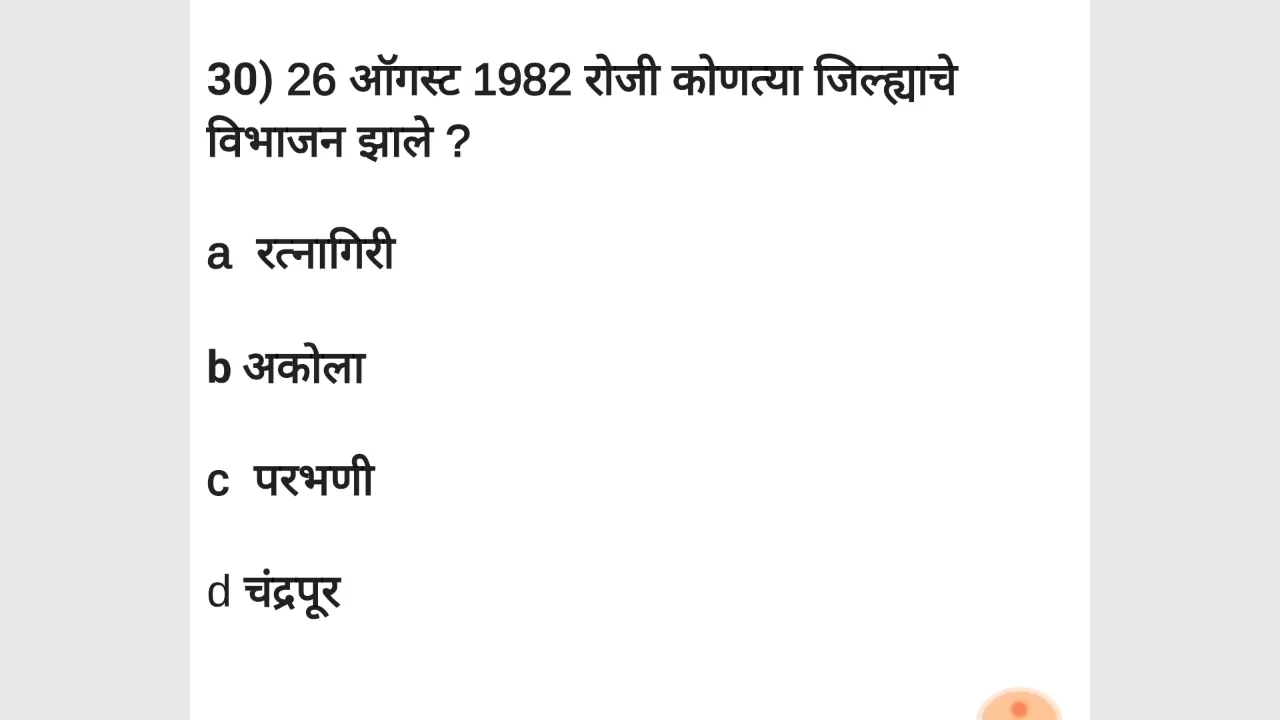 30) 26 ऑगस्ट 1982 रोजी कोणत्या जिल्ह्याचे
विभाजन झाले ?
a रत्नागिरी
b अकोला
c परभणी
d चंद्रपूर